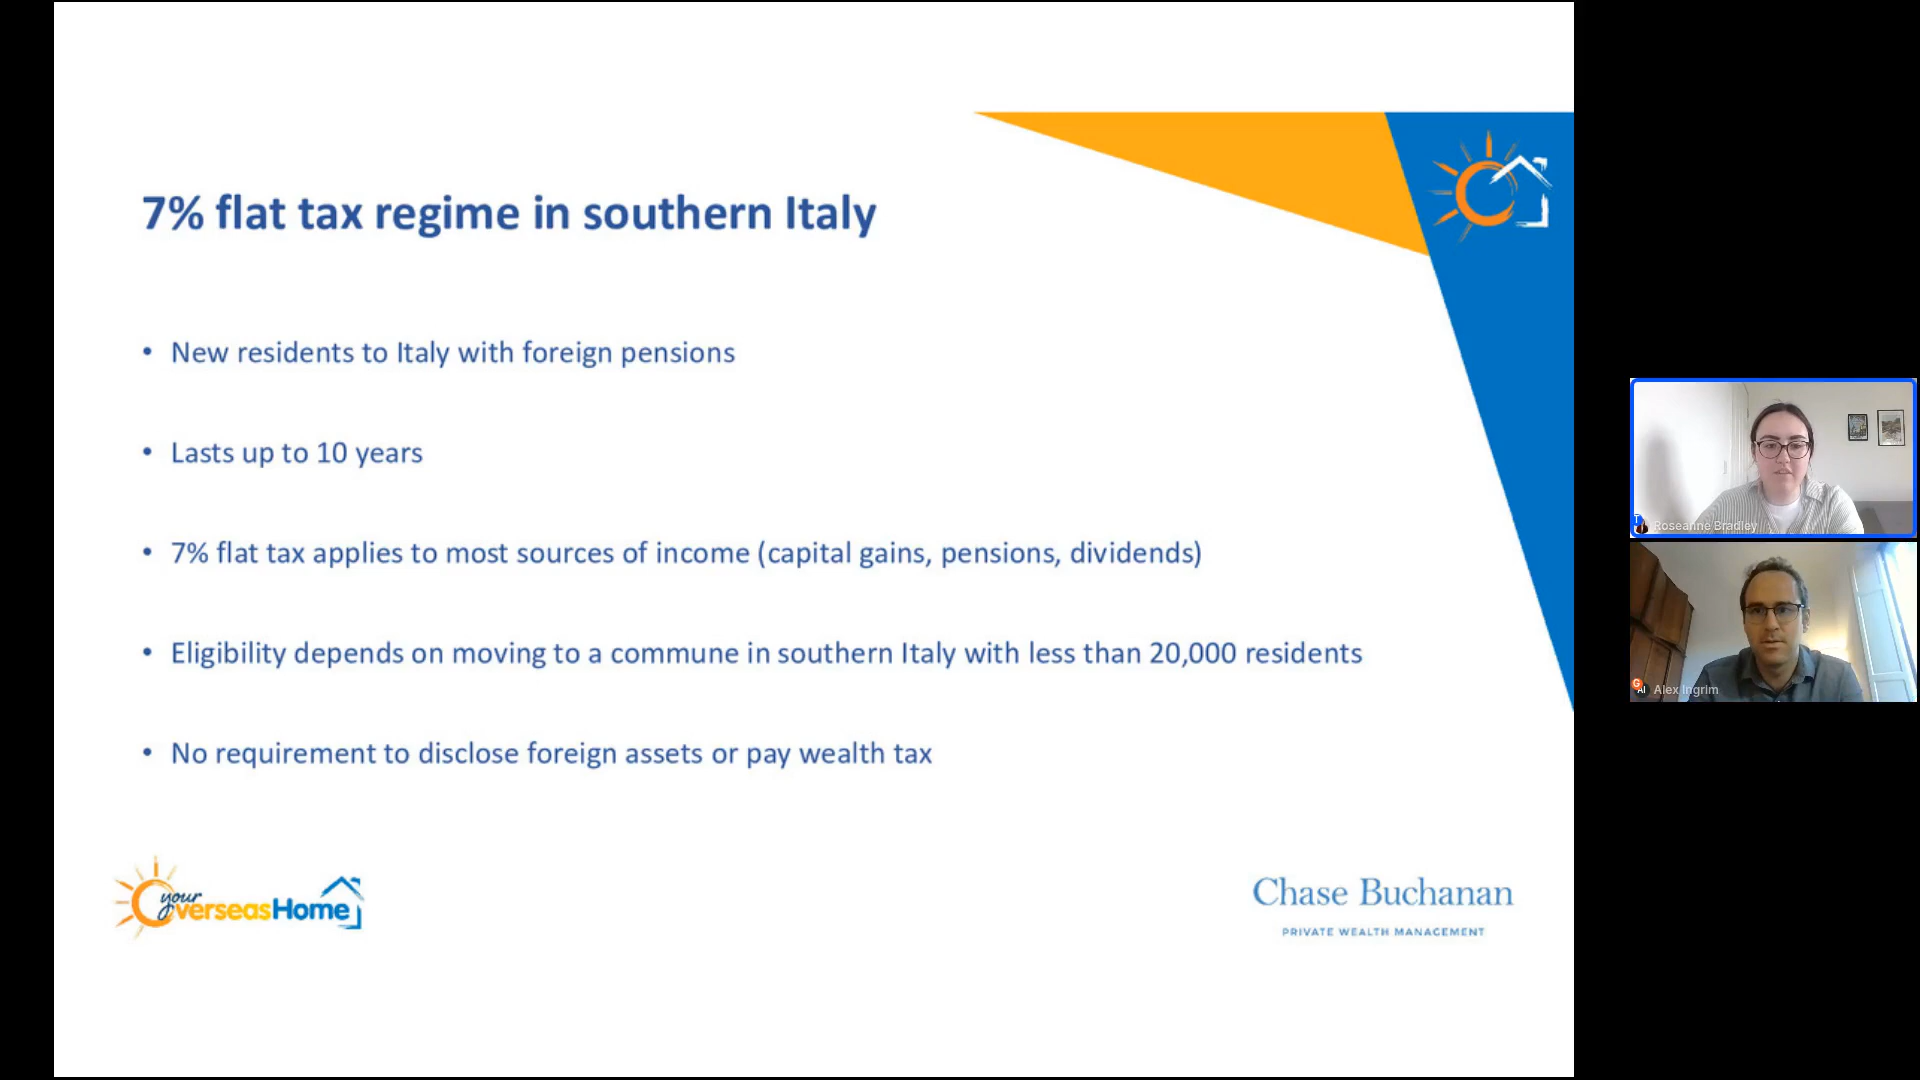 7% flat tax regime in southern Italy
• New residents to Italy with foreign pensions
• Lasts up to 10 years
• 7% flat tax applies to most sources of income (capital gains, pensions, dividends)
• Eligibility depends on moving to a commune in southern Italy with less than 20,000 residents
• No requirement to disclose foreign assets or pay wealth tax
your OverseasHome
Chase Buchanan
PRIVATE WEALTH MANAGEMENT
Roseanne Bradley
Alex Ingrim